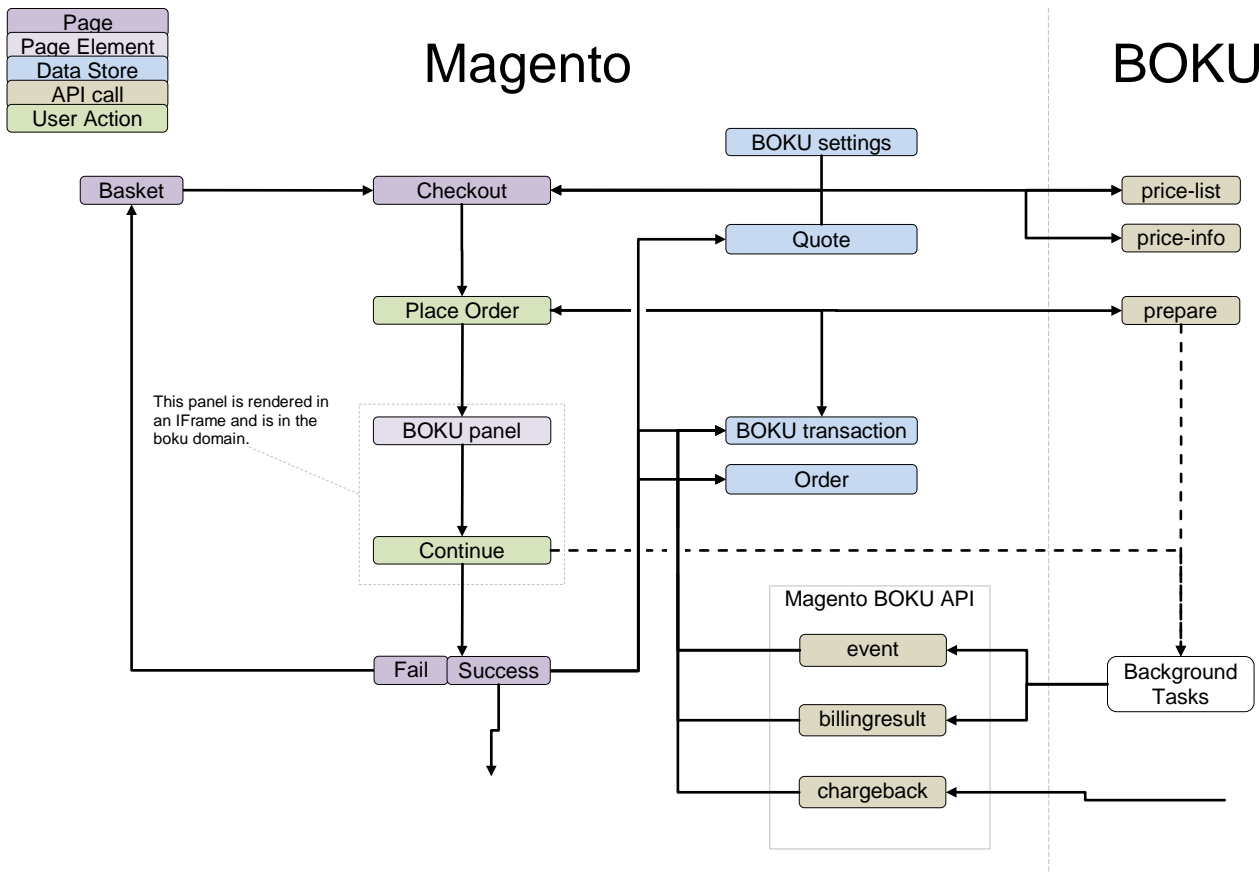 Page
Page Element
Data Store
API call
User Action
Magento
BOKU
BOKU settings
Basket
Checkout
price-list
Quote
price-info
Place Order
prepare
This panel is rendered in
an IFrame and is in the
boku domain.
BOKU panel
BOKU transaction
Order
Continue
Magento BOKU API
event
Fail
Success
Background
Tasks
billingresult
chargeback